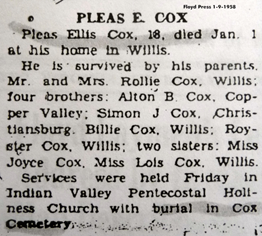 Floyd Press 1-9-1958
PLEAS E. COX
Pleas Ellis Cox, 18, died Jan. 1
at his home in Willis.
He is survived by his parents,
Mr. and Mrs. Rollie Cox, Willis;
four brothers: Alton B. Cox, Cop-
per Valley; Simon J Cox, Chris-
tiansburg. Billie Cox, Willis; Roy-
ster Cox, Willis; two sisters: Miss
Joyce Cox, Miss Lois Cox, Willis.
Services were held Friday in
Indian Valley Pentecostal Holi-
ness Church with burial in Cox
Cemetery.